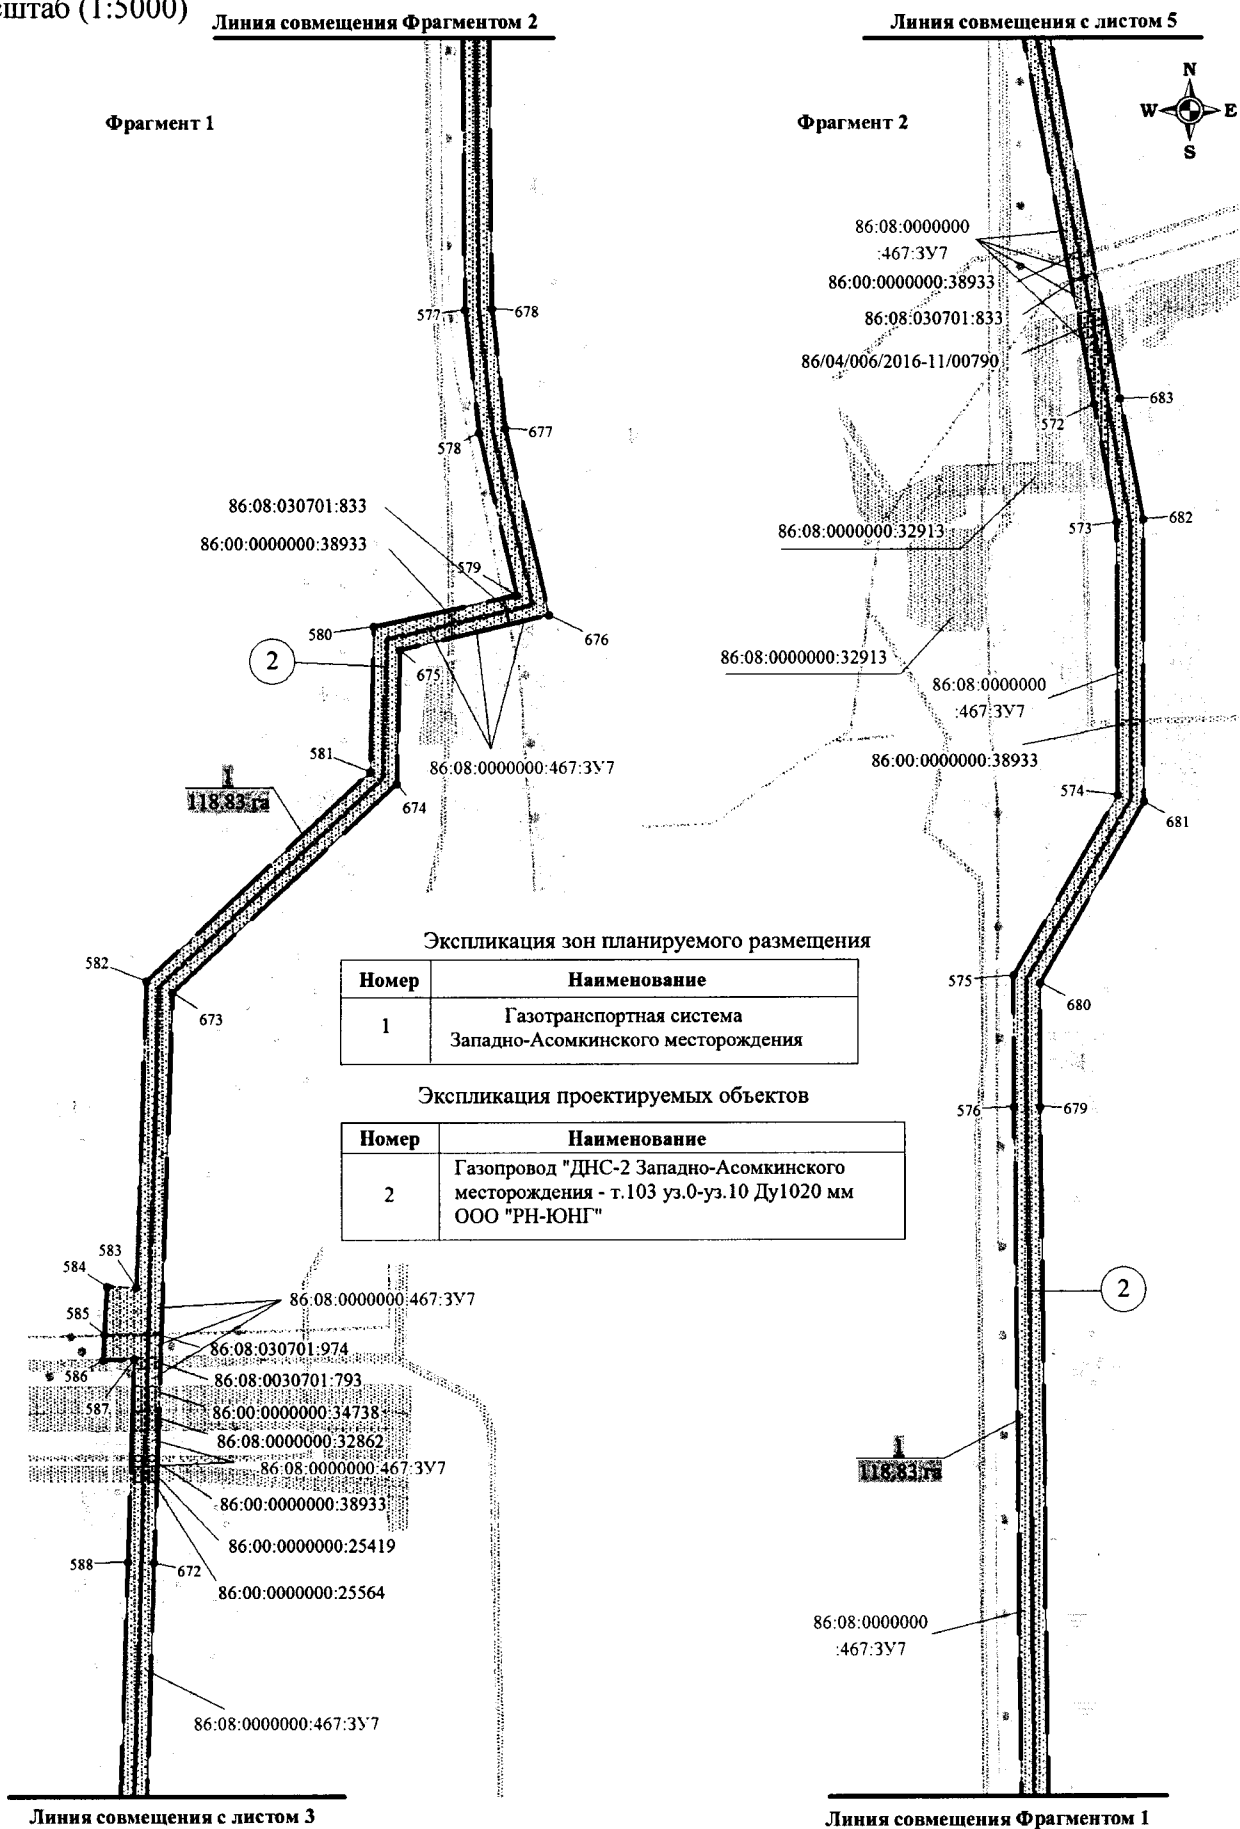 (1:5000)
Линия совмещения Фрагментом 2
Фрагмент 1
577
678
578
677
86:08:030701:833
86:00:0000000:38933
579
580
676
2
675
581
86:08:0000000:467:ЗУ7
1
118,83 га
674
582
673
583
584
585
586
587
86:08:0000000:467:ЗУ7
86:08:030701:974
86:08:0030701:793
86:00:0000000:34738
86:08:0000000:32862
86:08:0000000:467:ЗУ7
86:00:0000000:38933
86:00:0000000:25419
588
672
86:00:0000000:25564
86:08:0000000:467:ЗУ7
Линия совмещения с листом 3
Экспликация зон планируемого размещения
Номер Наименование
1 Газотранспортная система
Западно-Асомкинского месторождения
Экспликация проектируемых объектов
Номер Наименование
2 Газопровод "ДНС-2 Западно-Асомкинского
месторождения - т.103 уз.0-уз.10 Ду1020 мм
ООО "РН-ЮНГ"
Линия совмещения с листом 5
N
W E
S
Фрагмент 2
86:08:0000000
:467:ЗУ7
86:00:0000000:38933
86:08:030701:833
86/04/006/2016-11/00790
683
572
682
573
86:08:0000000:32913
86:08:0000000:32913
86:08:0000000
:467:ЗУ7
86:00:0000000:38933
574
681
575
680
576
679
2
1
118,83 га
86:08:0000000
:467:ЗУ7
Линия совмещения Фрагментом 1